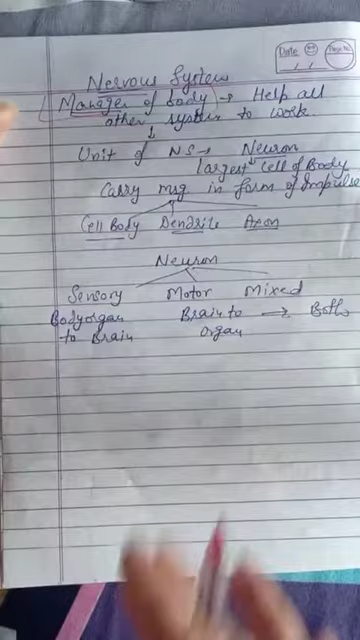 Date
Page No.
Nervous System
Manager of body → Help all
other system to work.
↓
Unit of NS → Neuron
largest cell of Body
Carry msg in form of Impulse
Cell Body Dendrite Axon
Neuron
Sensory Motor Mixed
Bodyorgan Brain to → Both
to Brain organ